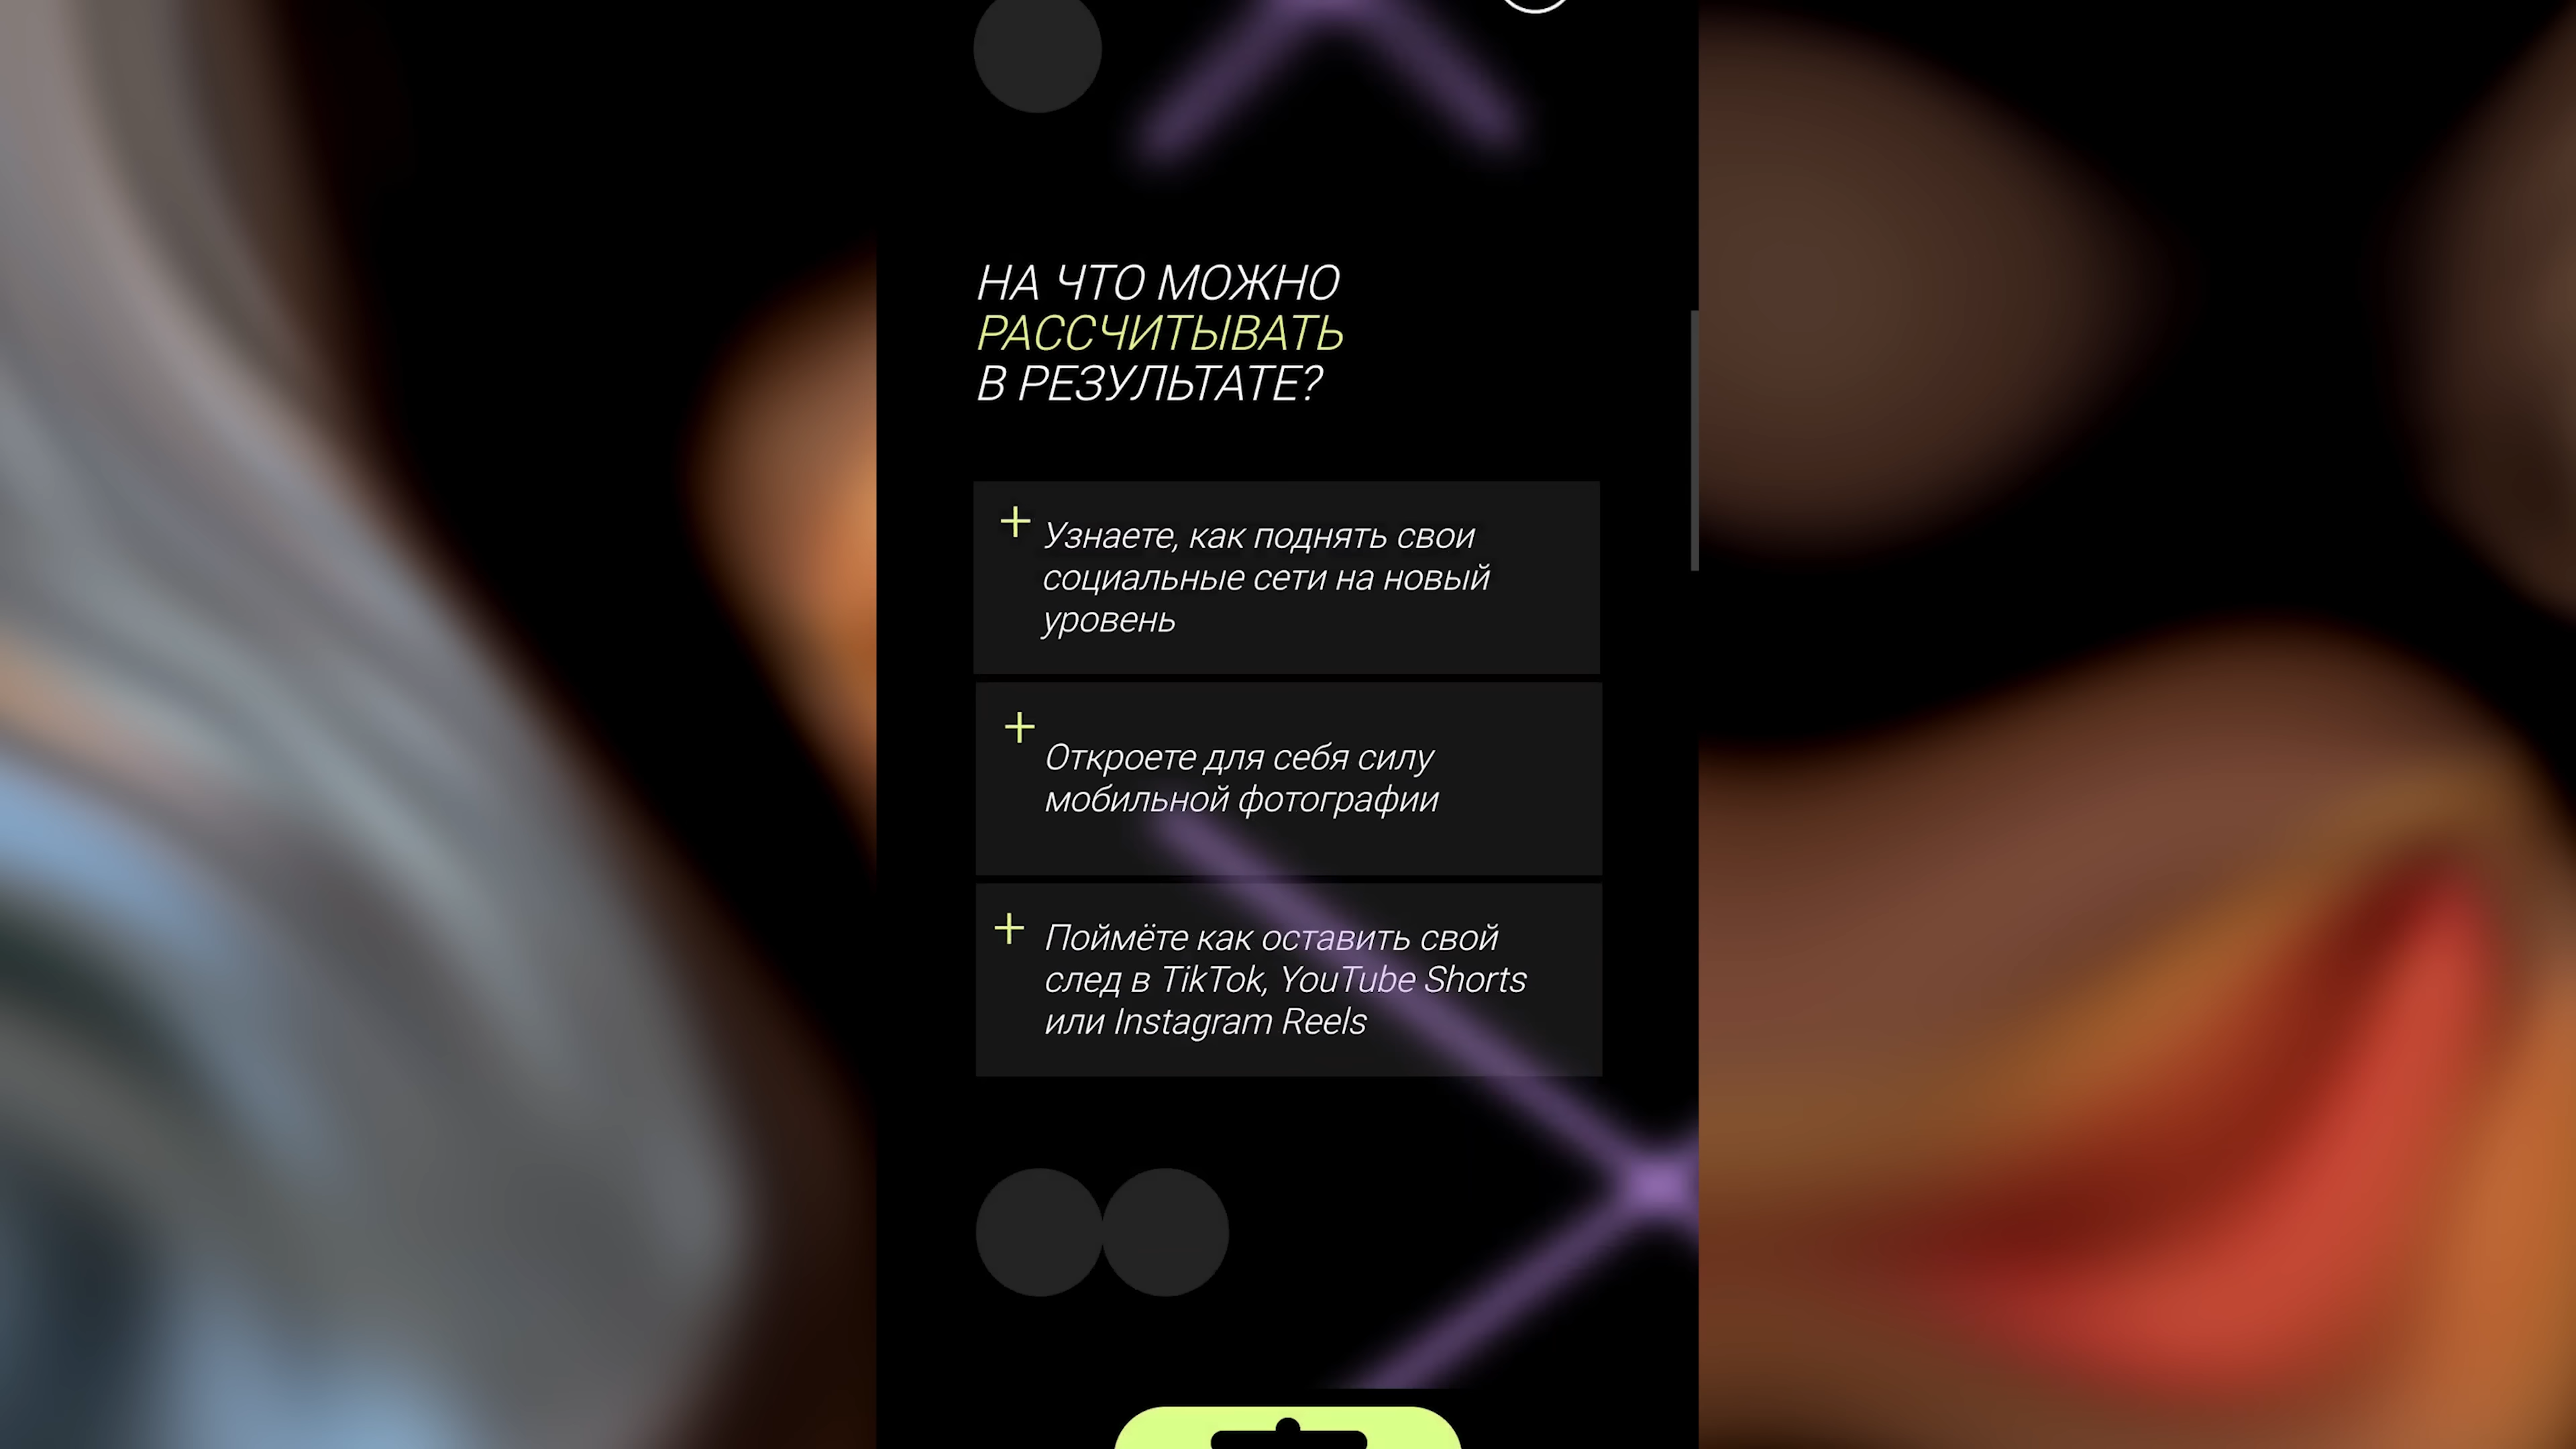 НА ЧТО МОЖНО
РАССЧИТЫВАТЬ
В РЕЗУЛЬТАТЕ?
+ Узнаете, как поднять свои
социальные сети на новый
уровень
+ Откроете для себя силу
мобильной фотографии
+ Поймёте как оставить свой
след в TikTok, YouTube Shorts
или Instagram Reels